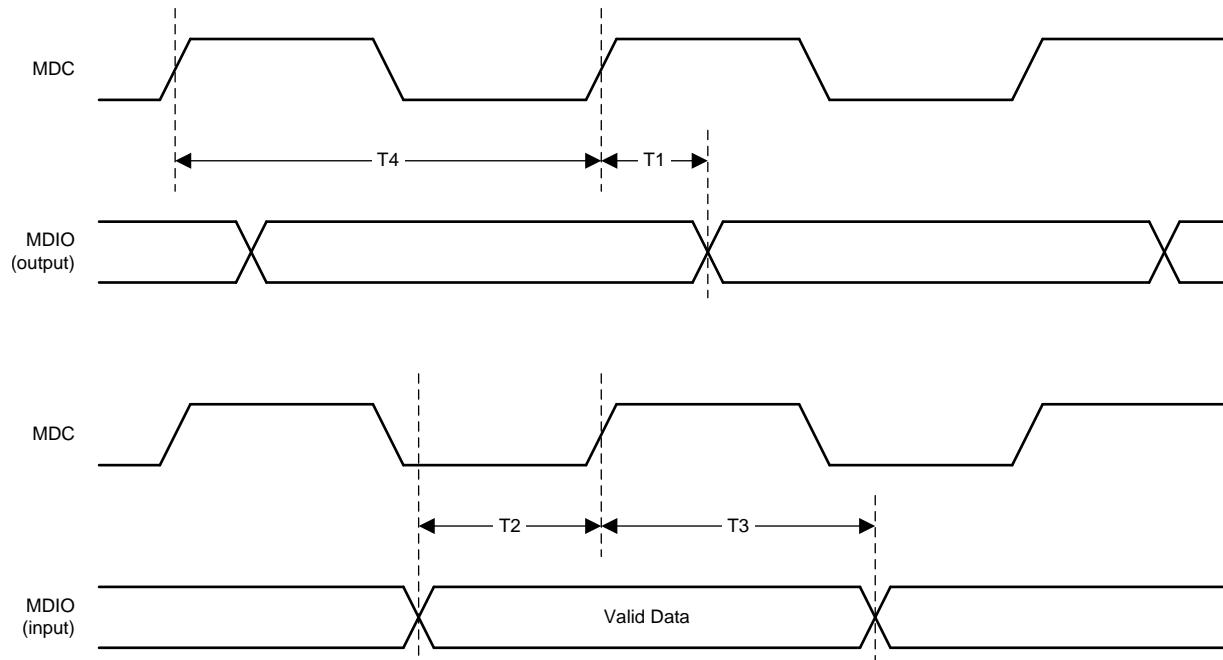 MDC
T4
T1
MDIO
(output)
MDC
T2
T3
MDIO
(input)
Valid Data